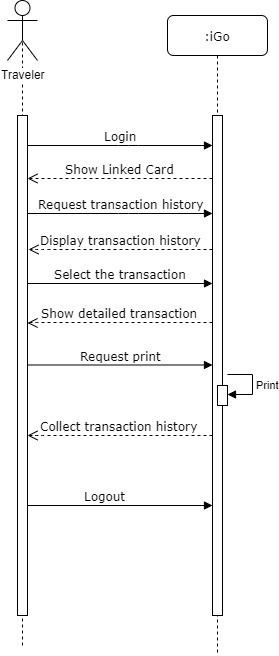 :iGo
Traveler
Login
Show Linked Card
Request transaction history
Display transaction history
Select the transaction
Show detailed transaction
Request print
Print
Collect transaction history
Logout